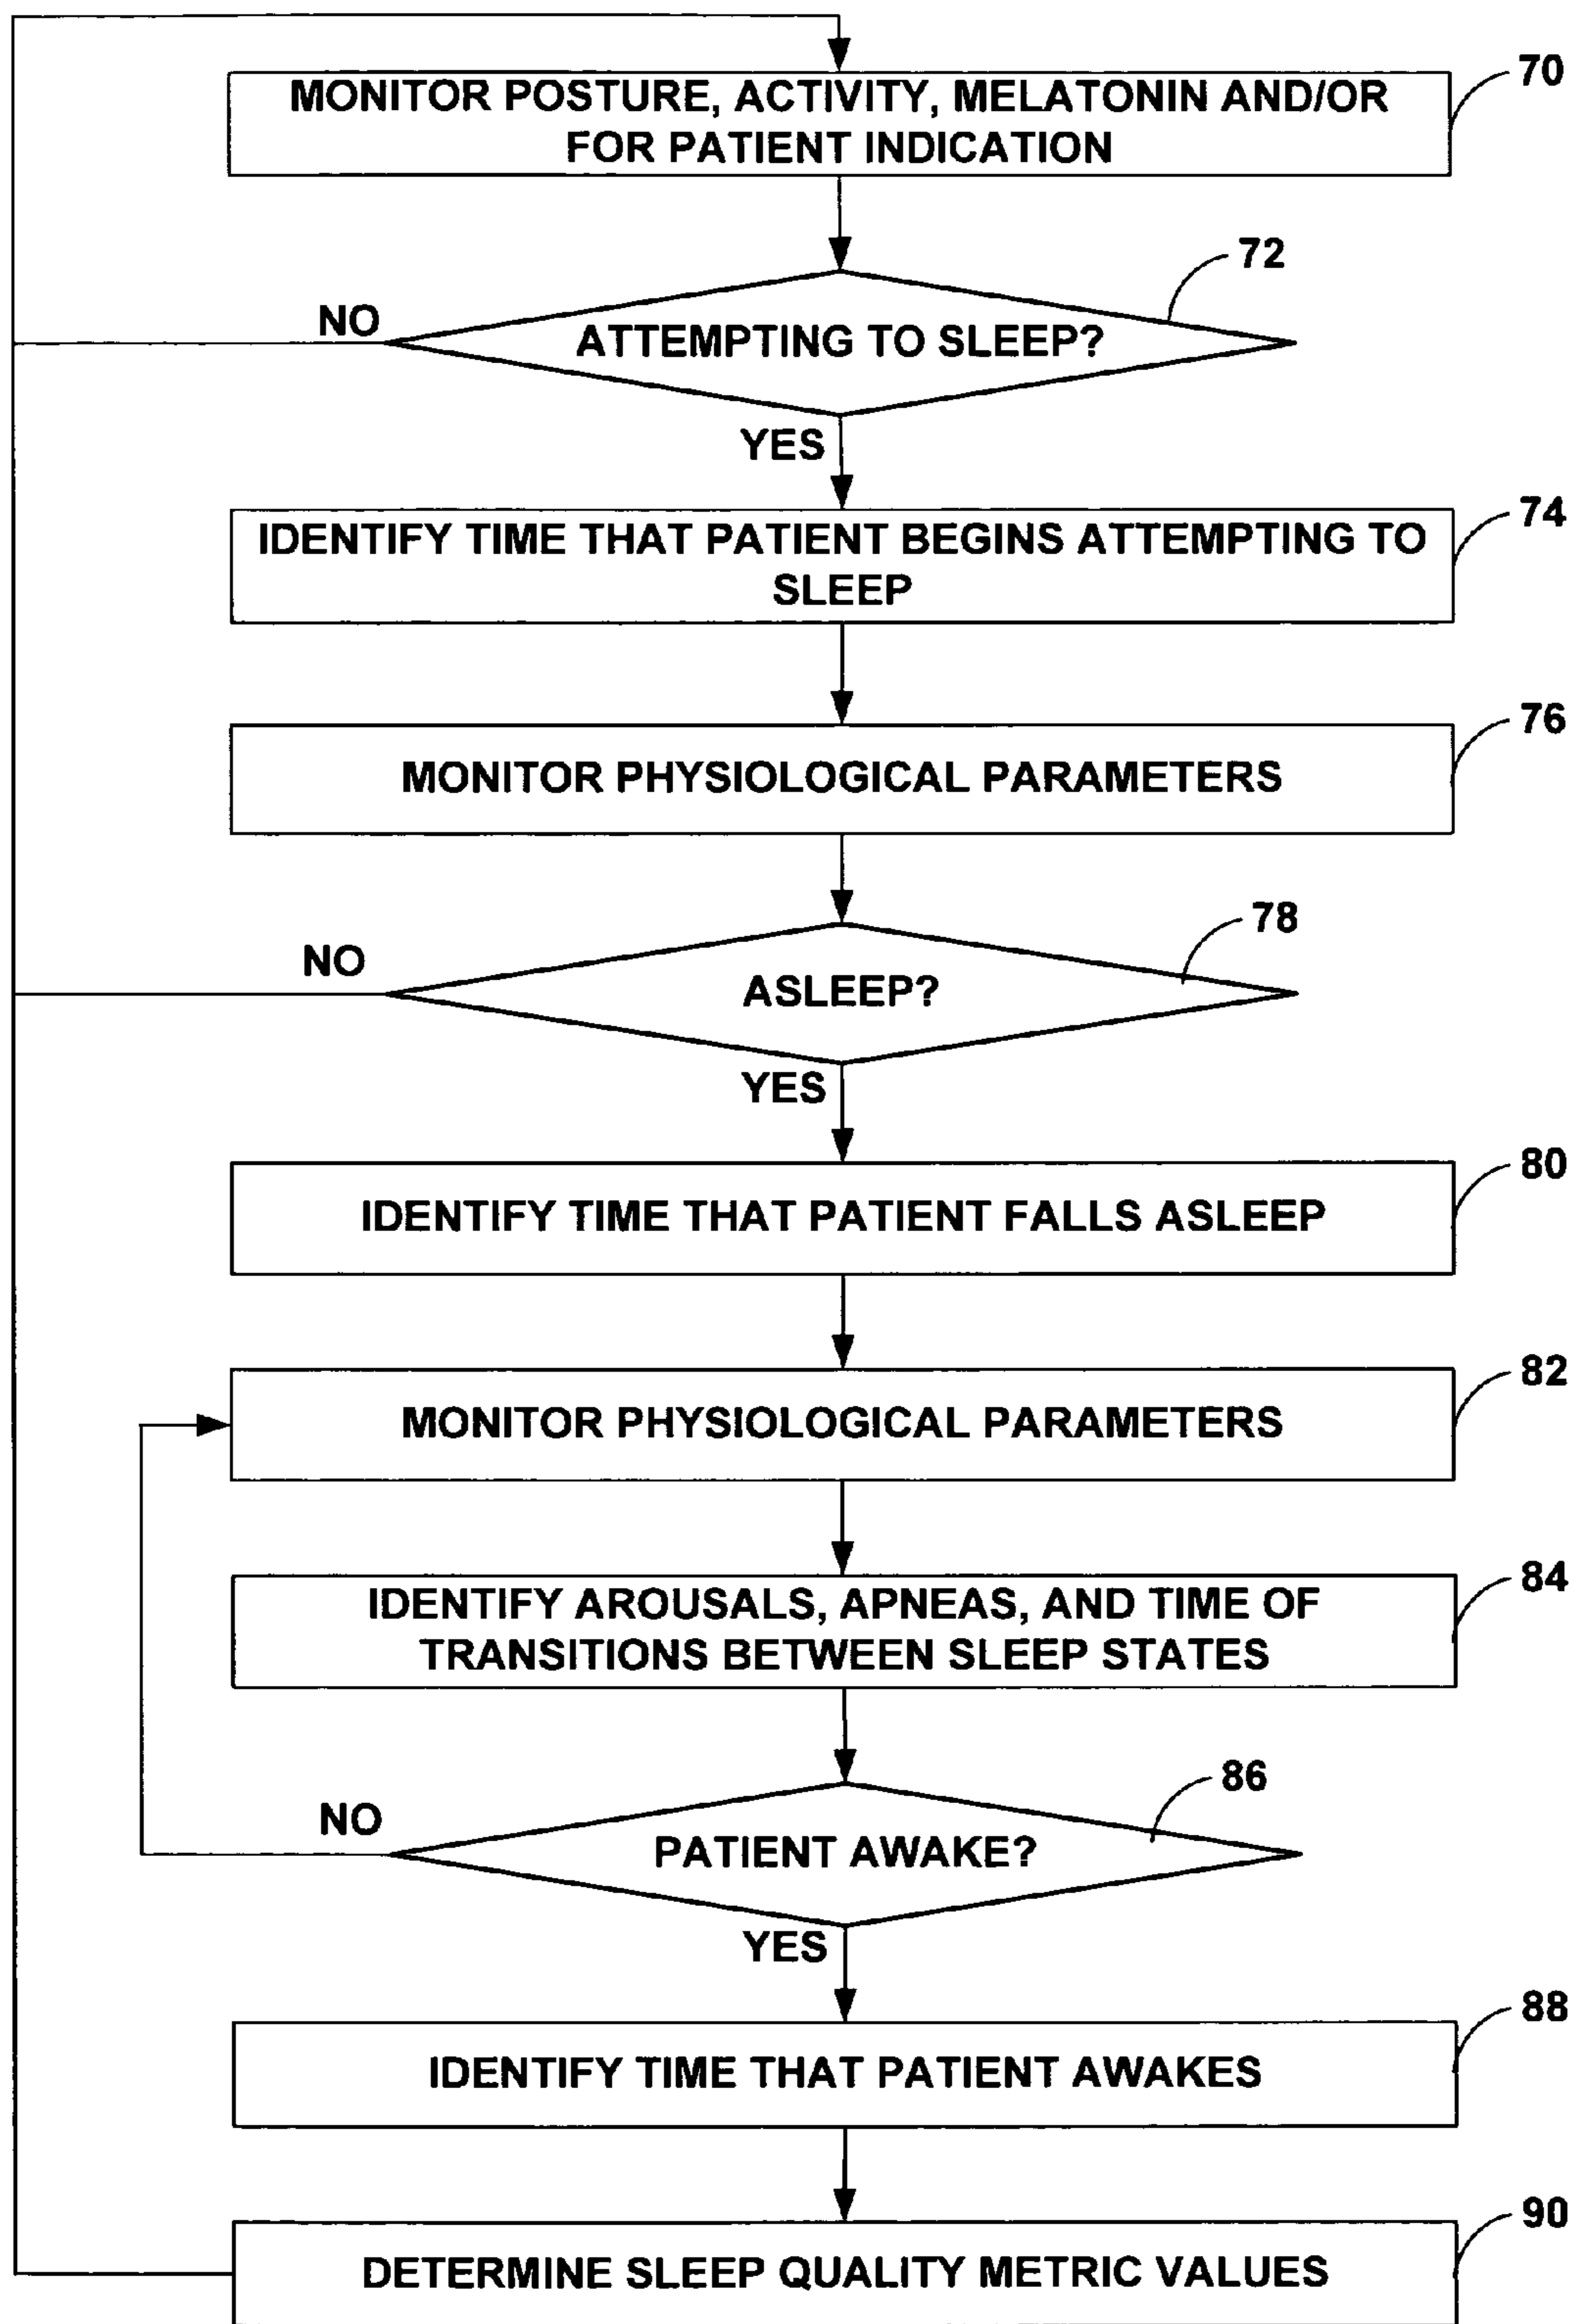 MONITOR POSTURE, ACTIVITY, MELATONIN AND/OR
FOR PATIENT INDICATION
70
72
NO
ATTEMPTING TO SLEEP?
YES
74
IDENTIFY TIME THAT PATIENT BEGINS ATTEMPTING TO
SLEEP
76
MONITOR PHYSIOLOGICAL PARAMETERS
78
NO
ASLEEP?
YES
80
IDENTIFY TIME THAT PATIENT FALLS ASLEEP
82
MONITOR PHYSIOLOGICAL PARAMETERS
84
IDENTIFY AROUSALS, APNEAS, AND TIME OF
TRANSITIONS BETWEEN SLEEP STATES
86
NO
PATIENT AWAKE?
YES
88
IDENTIFY TIME THAT PATIENT AWAKES
90
DETERMINE SLEEP QUALITY METRIC VALUES